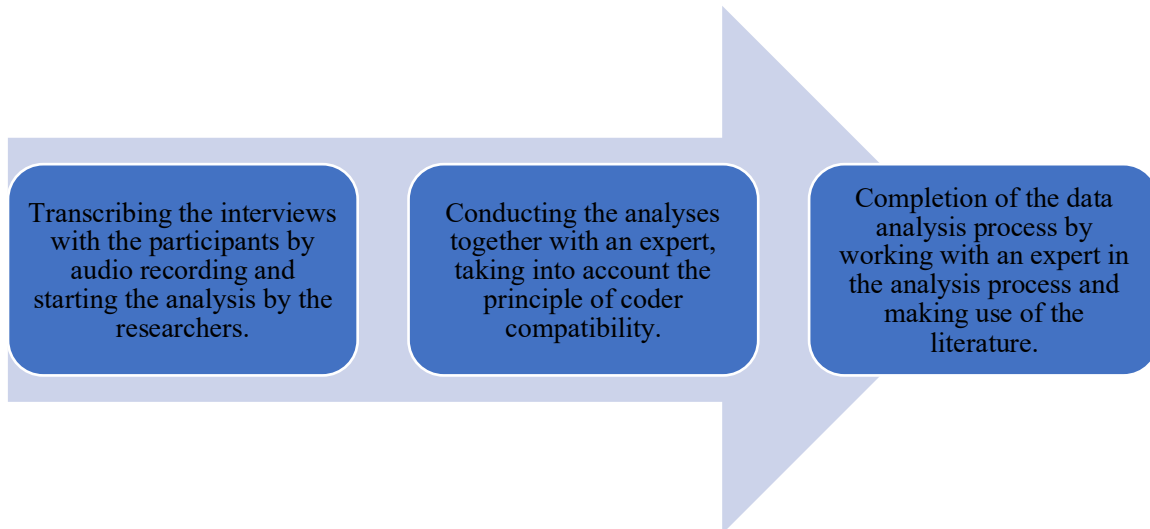 Transcribing the interviews
with the participants by
audio recording and
starting the analysis by the
researchers.
Conducting the analyses
together with an expert,
taking into account the
principle of coder
compatibility.
Completion of the data
analysis process by
working with an expert in
the analysis process and
making use of the
literature.